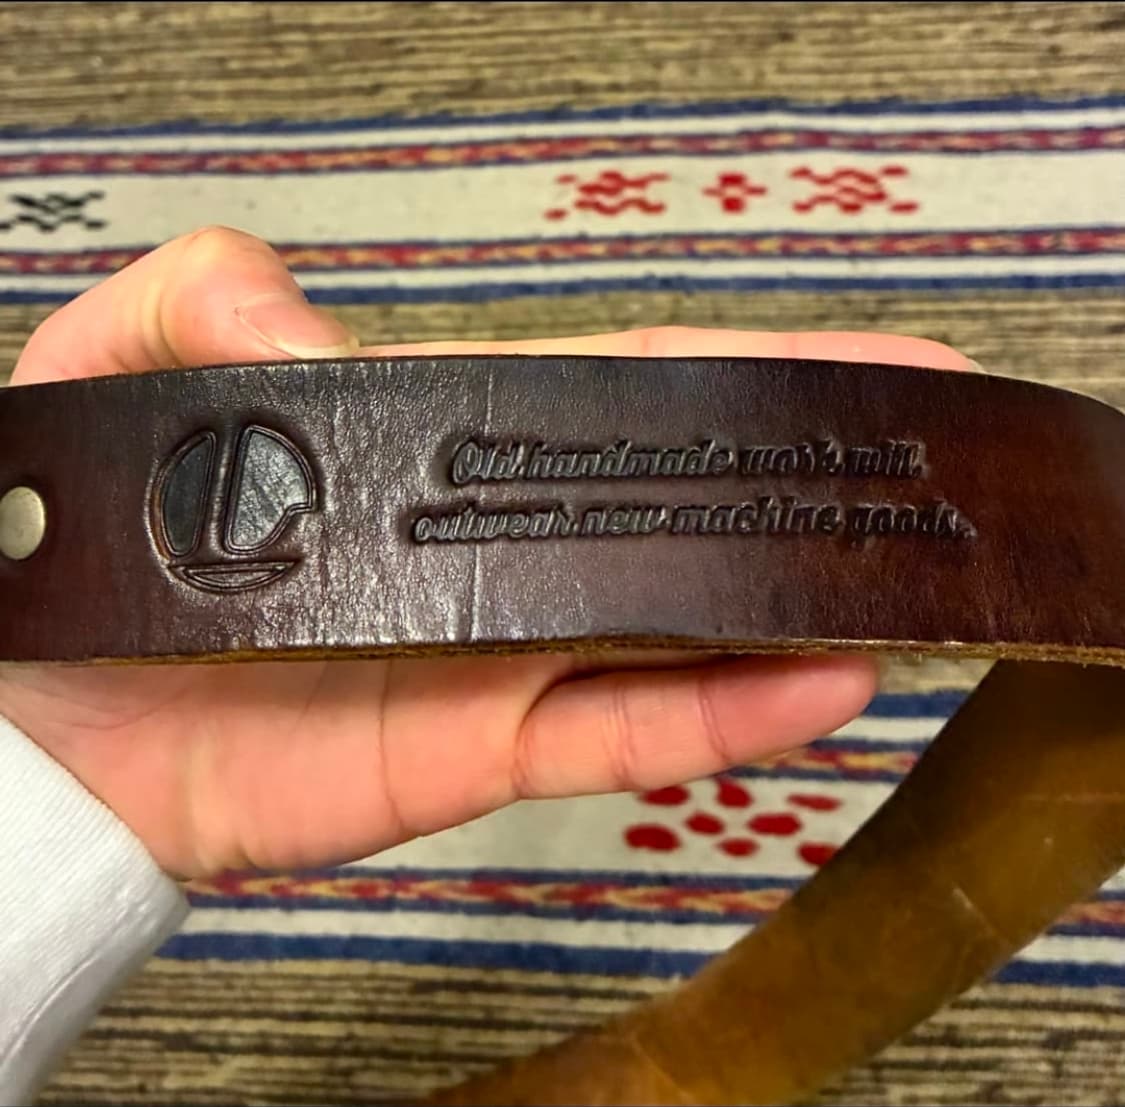 Old handmade work will
outwear new machine goods.